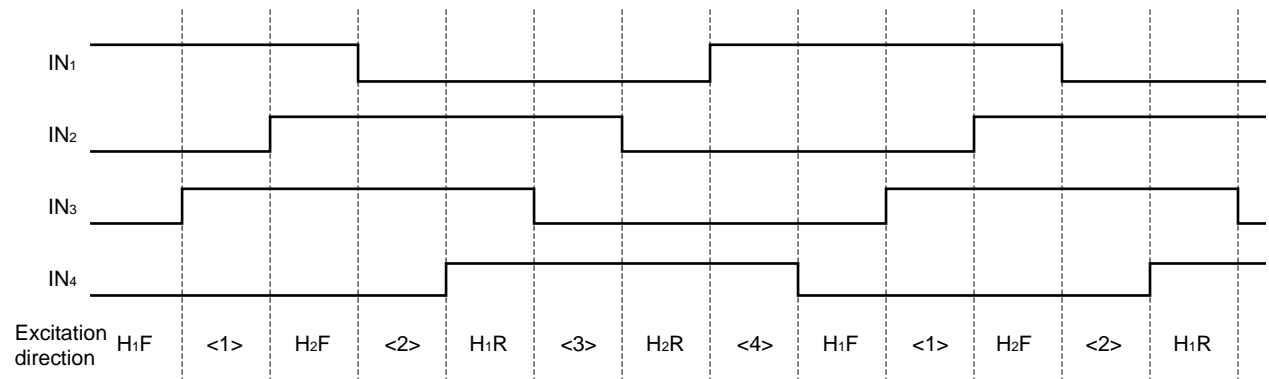 IN₁
IN₂
IN₃
IN₄
Excitation
direction H₁F <1> H₂F <2> H₁R <3> H₂R <4> H₁F <1> H₂F <2> H₁R